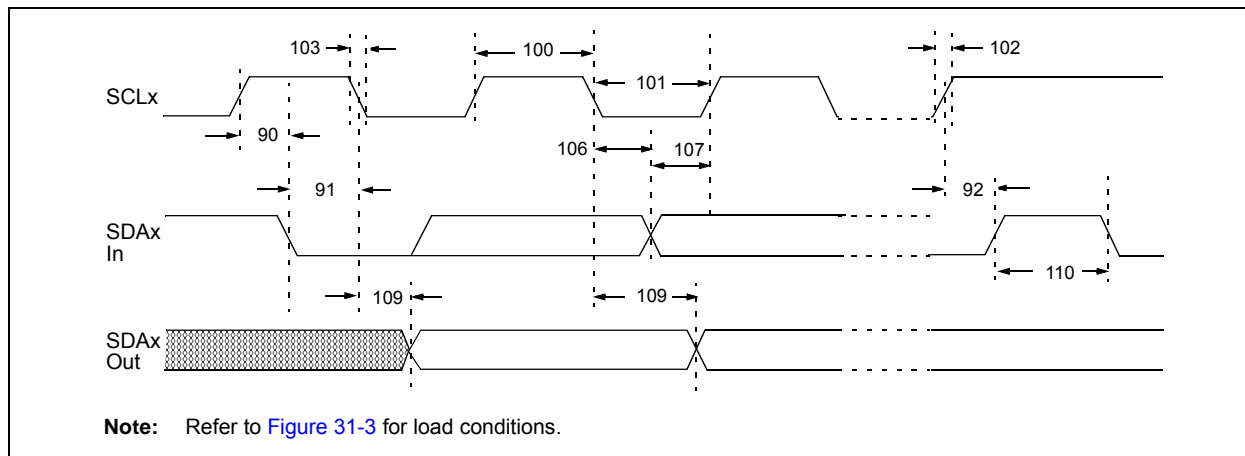 103
100
102
101
SCLx
90
106
107
91
92
SDAx
In
109
109
110
SDAx
Out
Note: Refer to Figure 31-3 for load conditions.